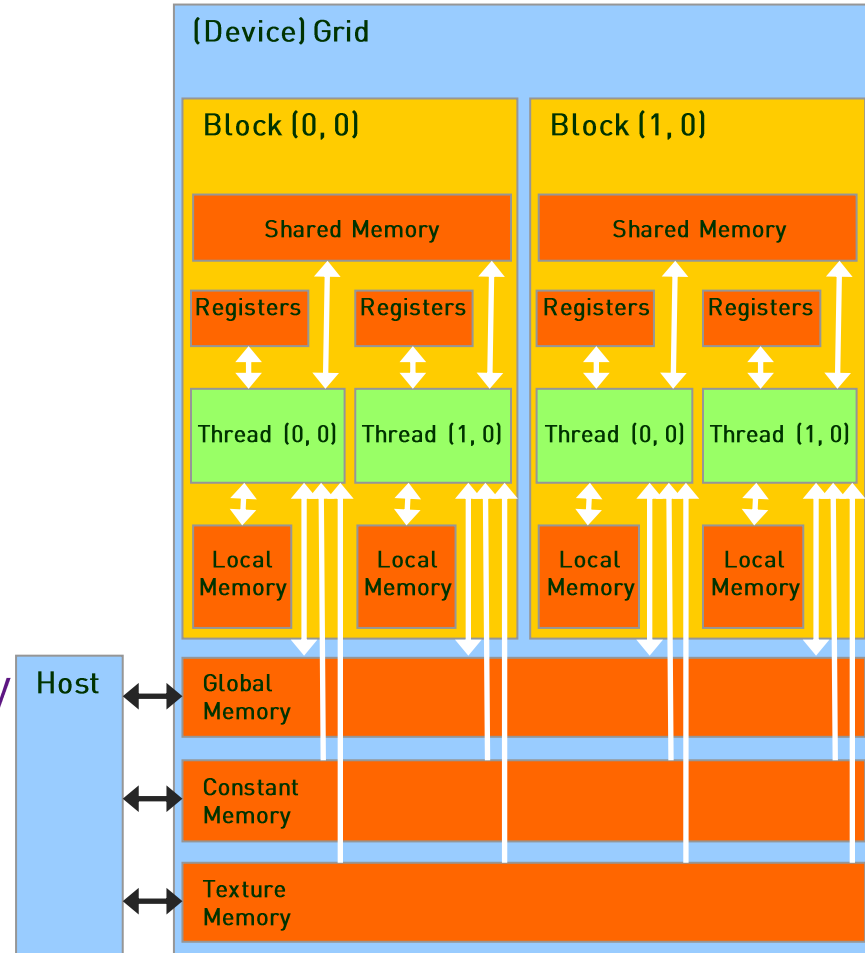 (Device) Grid
Block (0, 0)
Block (1, 0)
Shared Memory
Shared Memory
Registers
Registers
Registers
Registers
Thread (0, 0)
Thread (1, 0)
Thread (0, 0)
Thread (1, 0)
Local
Memory
Local
Memory
Local
Memory
Local
Memory
Host
Global
Memory
Constant
Memory
Texture
Memory